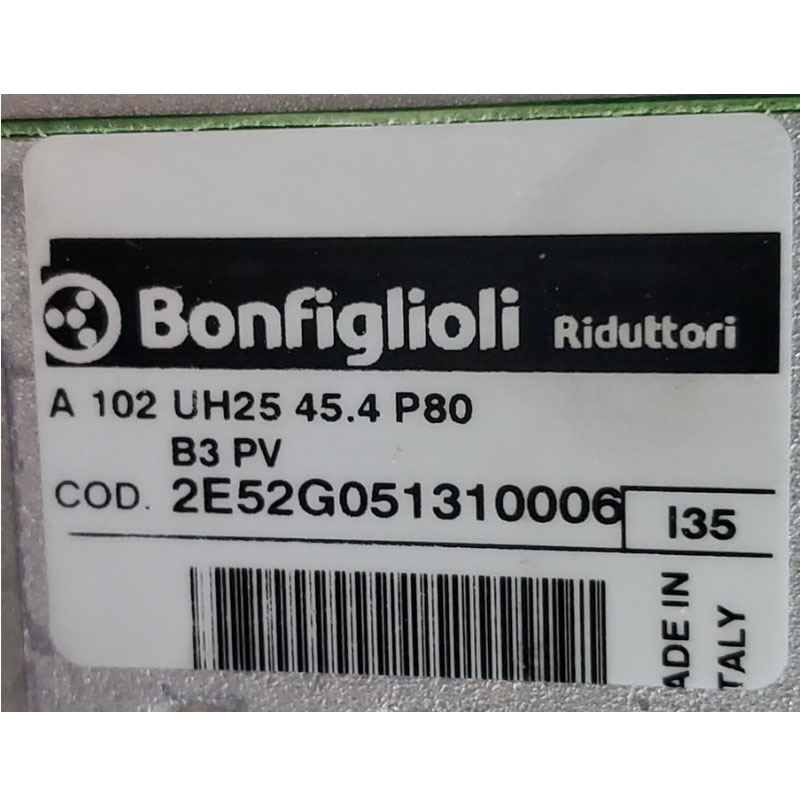 Bonfiglioli Riduttori
A 102 UH25 45.4 P80
B3 PV
COD. 2E52G051310006
I35
ADE IN
TALY